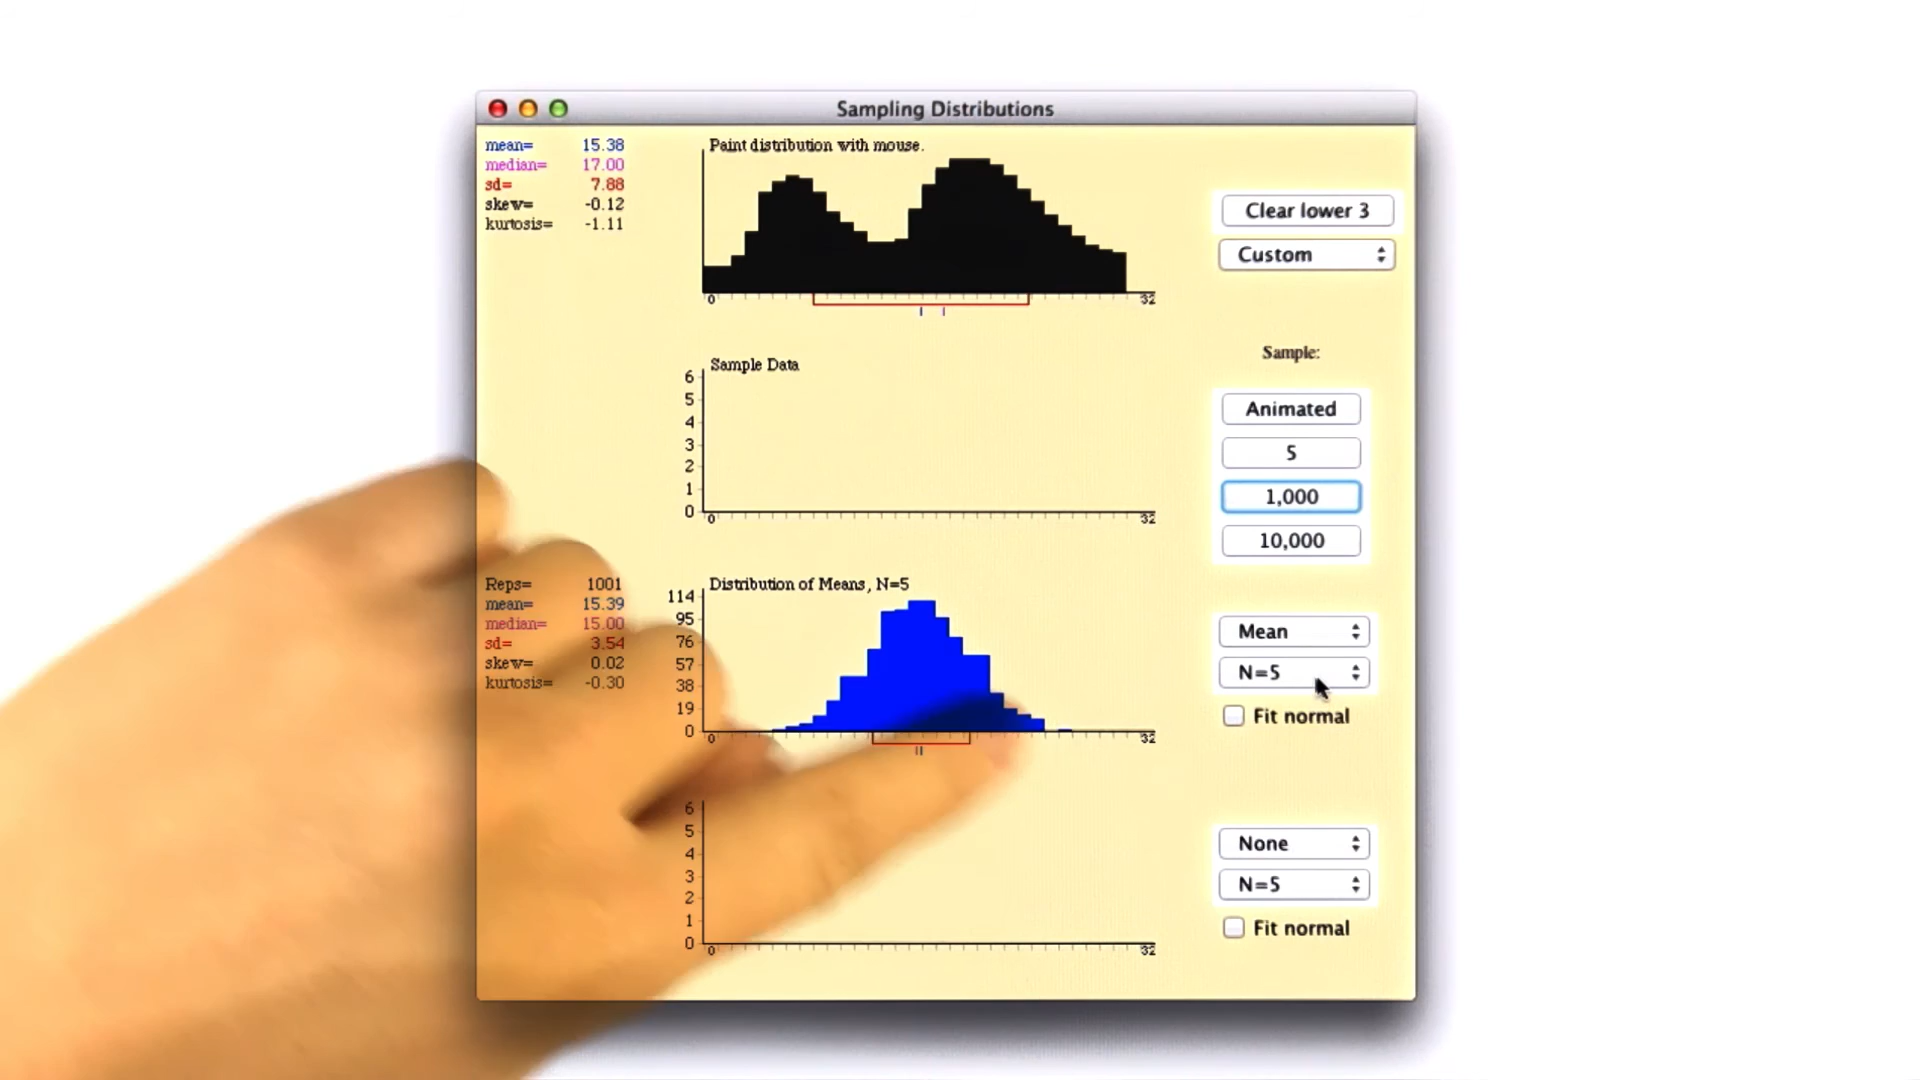 Sampling Distributions
mean= 15.38
median= 17.00
sd= 7.88
skew= -0.12
kurtosis= -1.11
Paint distribution with mouse.
0 32
Clear lower 3
Custom
Sample Data
6
5
4
3
2
1
0
0 32
Sample:
Animated
5
1,000
10,000
Reps= 1001
mean= 15.39
median= 15.00
sd= 3.54
skew= 0.02
kurtosis= -0.30
Distribution of Means, N=5
114
95
76
57
38
19
0
0 32
Mean
N=5
Fit normal
6
5
4
3
2
1
0
0 32
None
N=5
Fit normal